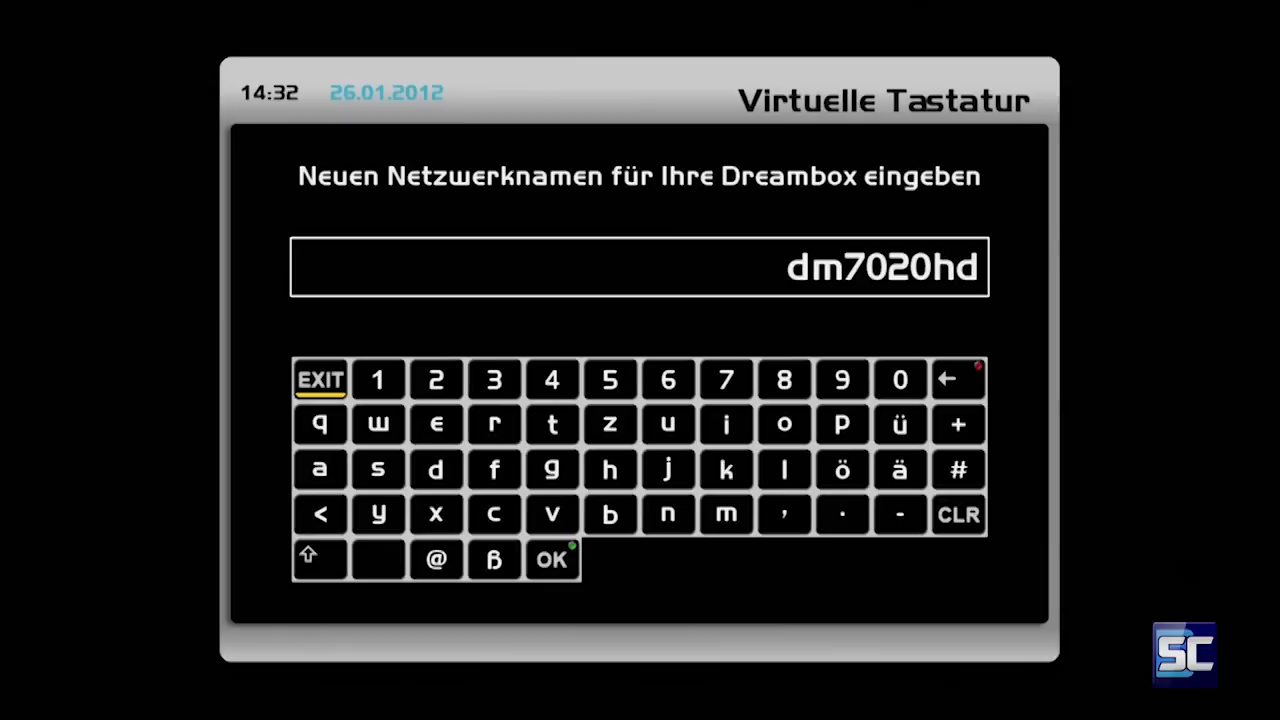 14:32 26.01.2012 Virtuelle Tastatur
Neuen Netzwerknamen für Ihre Dreambox eingeben
dm7020hd
EXIT 1 2 3 4 5 6 7 8 9 0 ←
q w e r t z u i o p ü +
a s d f g h j k l ö ä #
< y x c v b n m , . - CLR
⇧ @ ß OK
SC